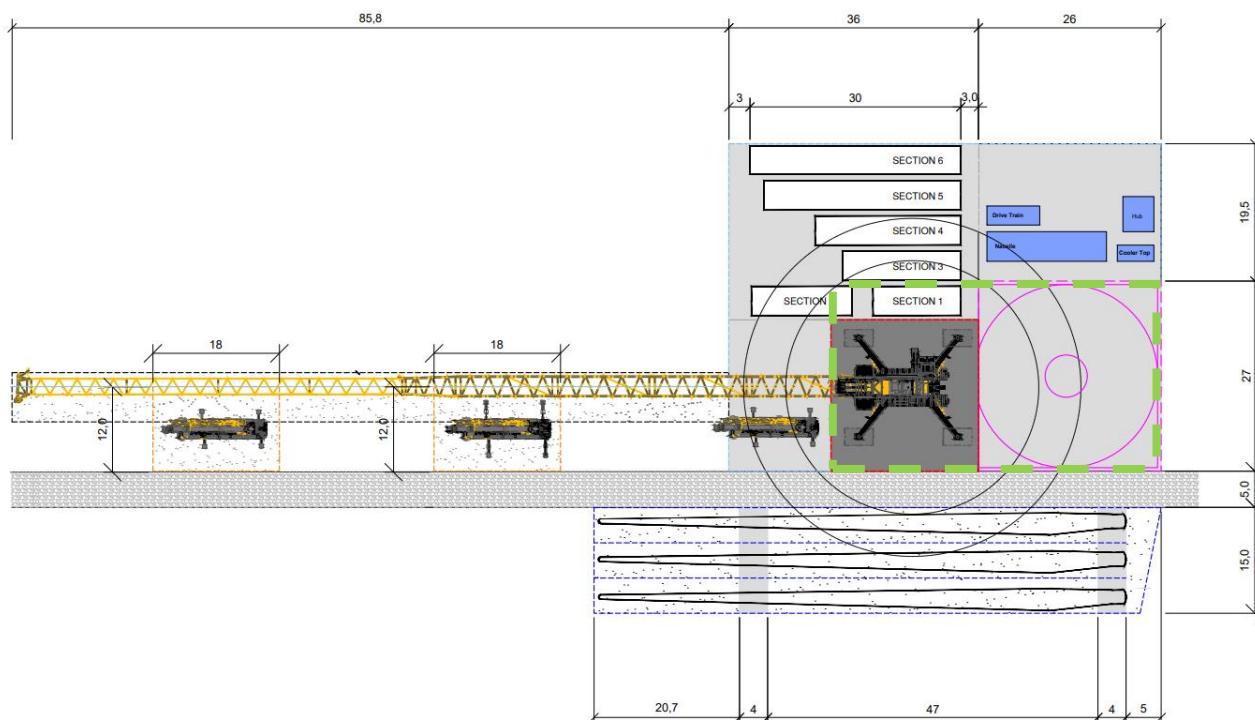 85,8
36
26
3
30
3,0
SECTION 6
SECTION 5
SECTION 4
SECTION 3
SECTION
SECTION 1
Drive Train
Hub
Nacelle
Cooler Top
19,5
27
18
18
12,0
12,0
5,0
15,0
20,7
4
47
4
5